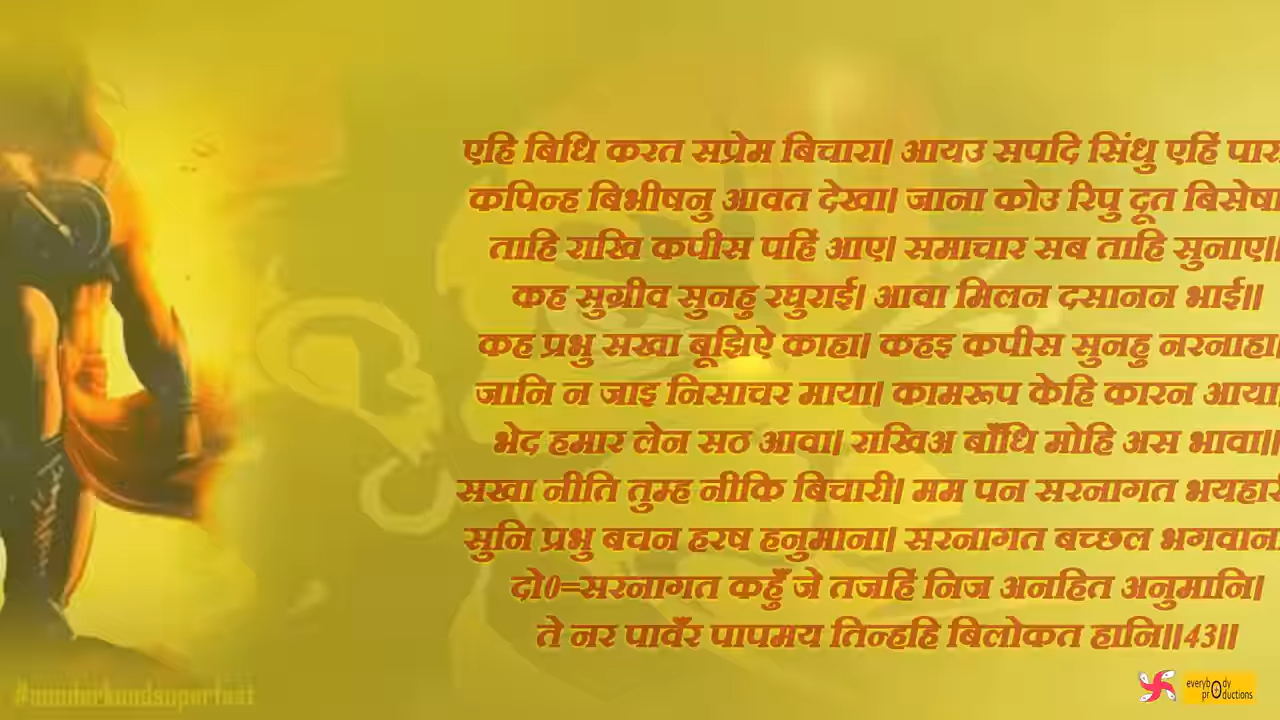 एहि बिधि करत सप्रेम बिचारा। आयउ सपदि सिंधु एहिं पार
कपिन्ह बिभीषनु आवत देखा। जाना कोउ रिपु दूत बिसेषा
ताहि राखि कपीस पहिं आए। समाचार सब ताहि सुनाए॥
कह सुग्रीव सुनहु रघुराई। आवा मिलन दसानन भाई॥
कह प्रभु सखा बूझिऐ काहा। कहइ कपीस सुनहु नरनाहा।
जानि न जाइ निसाचर माया। कामरूप केहि कारन आया।
भेद हमार लेन सठ आवा। राखिअ बाँधि मोहि अस भावा॥
सखा नीति तुम्ह नीकि बिचारी। मम पन सरनागत भयहार
सुनि प्रभु बचन हरष हनुमाना। सरनागत बच्छल भगवान
दो0=सरनागत कहुँ जे तजहिं निज अनहित अनुमानि।
ते नर पावँर पापमय तिन्हहि बिलोकत हानि॥43॥
#sunderkandsuperfast
everybody
productions